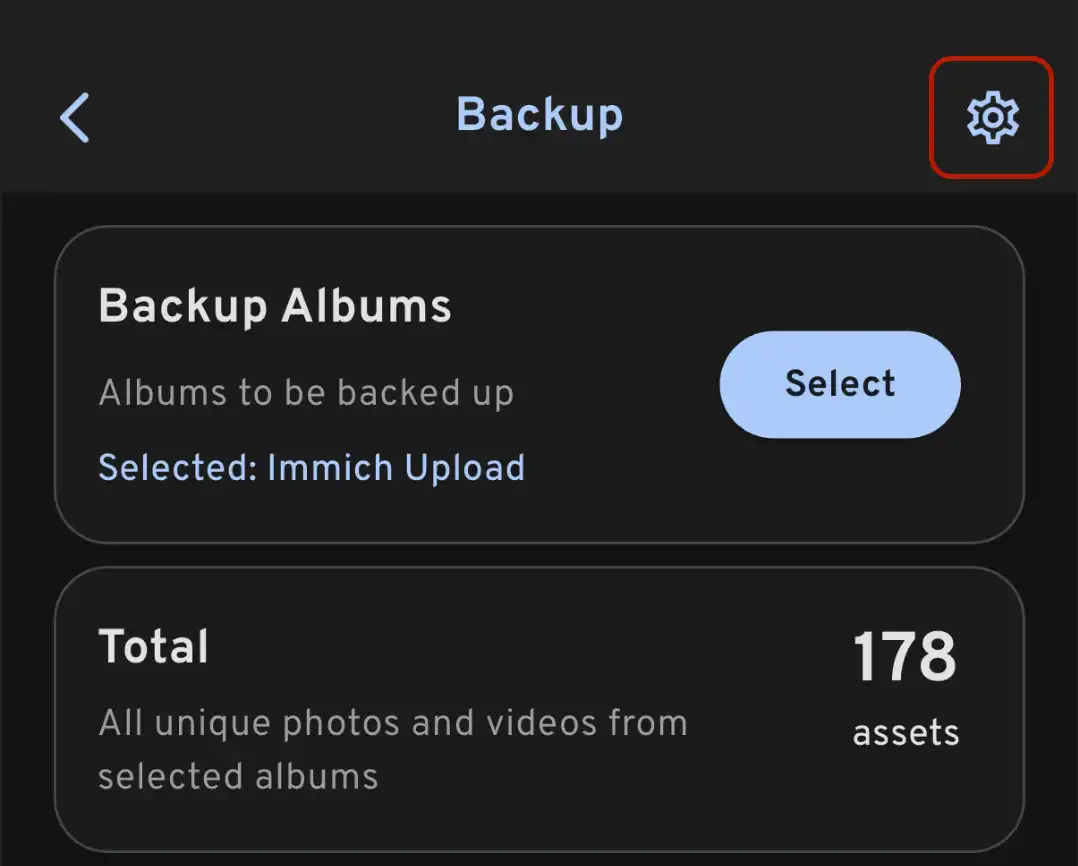 Backup
Backup Albums
Albums to be backed up
Selected: Immich Upload
Select
Total
All unique photos and videos from
selected albums
178
assets